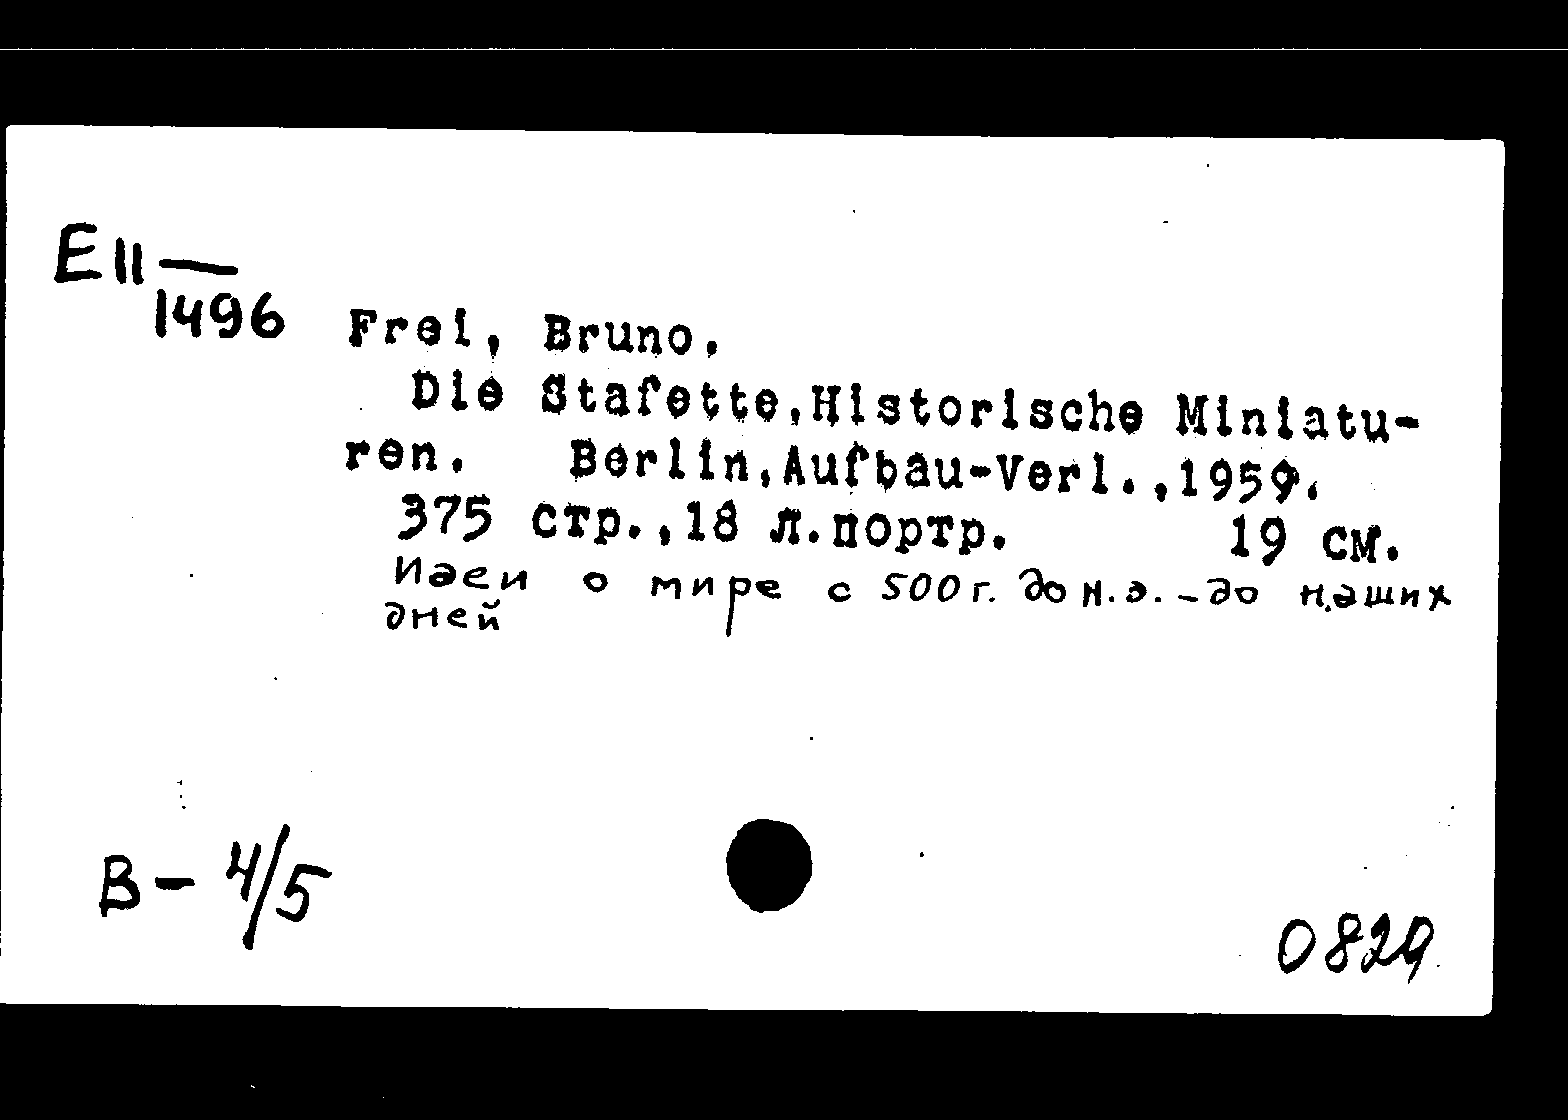 EII —
1496
Frei, Bruno.
Die Stafette.Historische Miniatu-
ren. Berlin,Aufbau-Verl.,1959.
375 стр.,18 л.портр. 19 см.
Идеи о мире с 500 г. до н.э. – до наших
дней
В – 4/5
0829